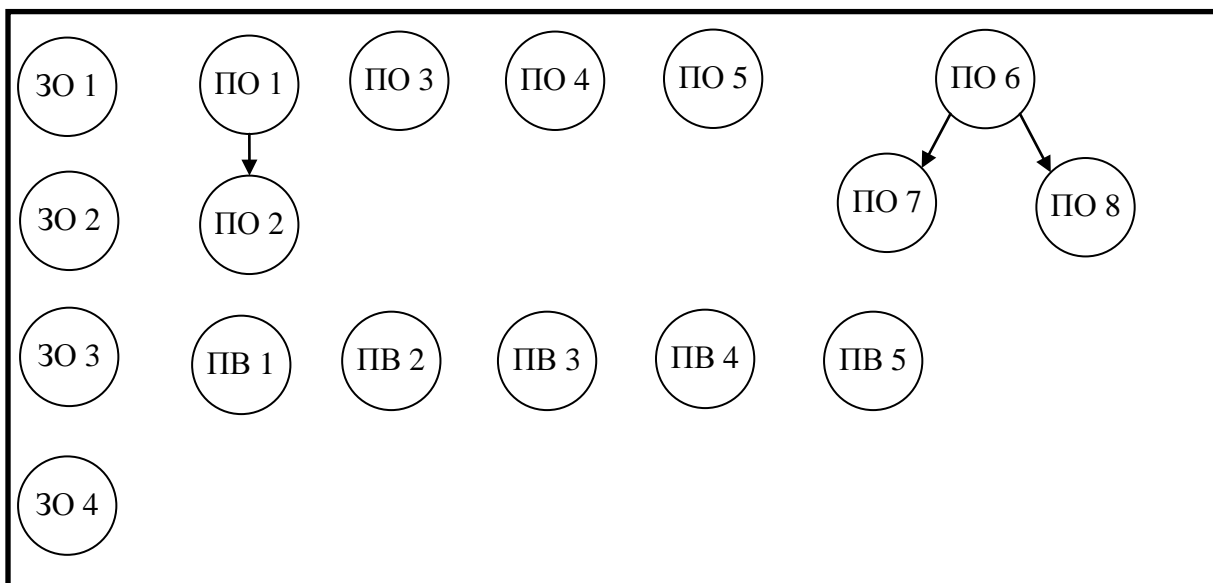 ЗО 1 ПО 1 ПО 3 ПО 4 ПО 5 ПО 6
ЗО 2 ПО 2 ПО 7 ПО 8
ЗО 3 ПВ 1 ПВ 2 ПВ 3 ПВ 4 ПВ 5
ЗО 4